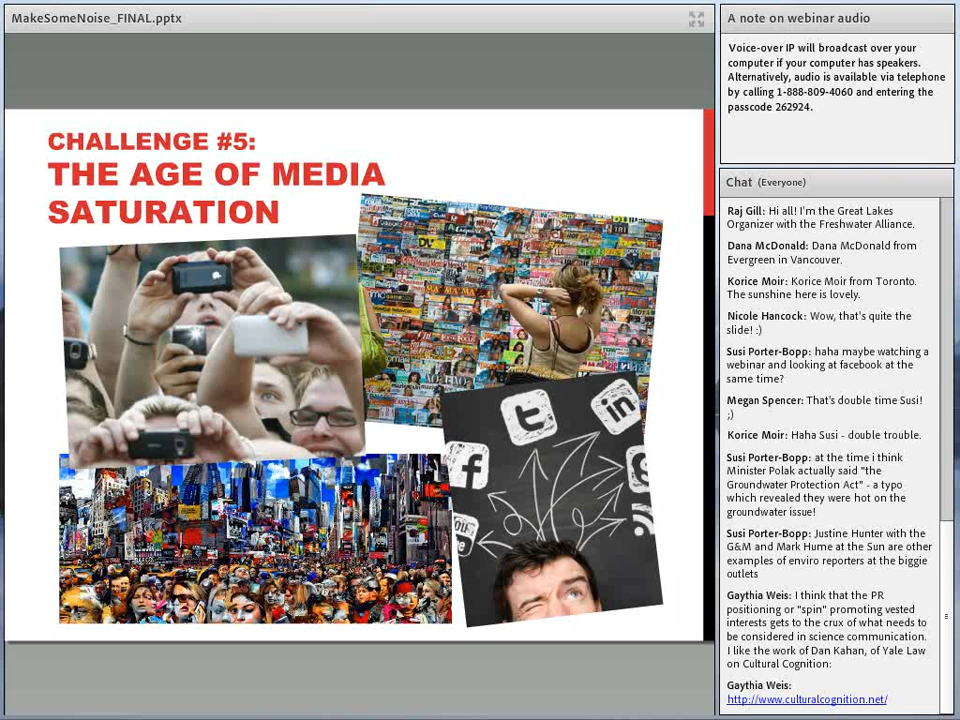 MakeSomeNoise_FINAL.pptx
CHALLENGE #5:
THE AGE OF MEDIA
SATURATION
A note on webinar audio
Voice-over IP will broadcast over your
computer if your computer has speakers.
Alternatively, audio is available via telephone
by calling 1-888-809-4060 and entering the
passcode 262924.
Chat (Everyone)
Raj Gill: Hi all! I'm the Great Lakes
Organizer with the Freshwater Alliance.
Dana McDonald: Dana McDonald from
Evergreen in Vancouver.
Korice Moir: Korice Moir from Toronto.
The sunshine here is lovely.
Nicole Hancock: Wow, that's quite the
slide! :)
Susi Porter-Bopp: haha maybe watching a
webinar and looking at facebook at the
same time?
Megan Spencer: That's double time Susi!
;)
Korice Moir: Haha Susi - double trouble.
Susi Porter-Bopp: at the time i think
Minister Polak actually said "the
Groundwater Protection Act" - a typo
which revealed they were hot on the
groundwater issue!
Susi Porter-Bopp: Justine Hunter with the
G&M and Mark Hume at the Sun are other
examples of enviro reporters at the biggie
outlets
Gaythia Weis: I think that the PR
positioning or "spin" promoting vested
interests gets to the crux of what needs to
be considered in science communication.
I like the work of Dan Kahan, of Yale Law
on Cultural Cognition:
Gaythia Weis:
http://www.culturalcognition.net/